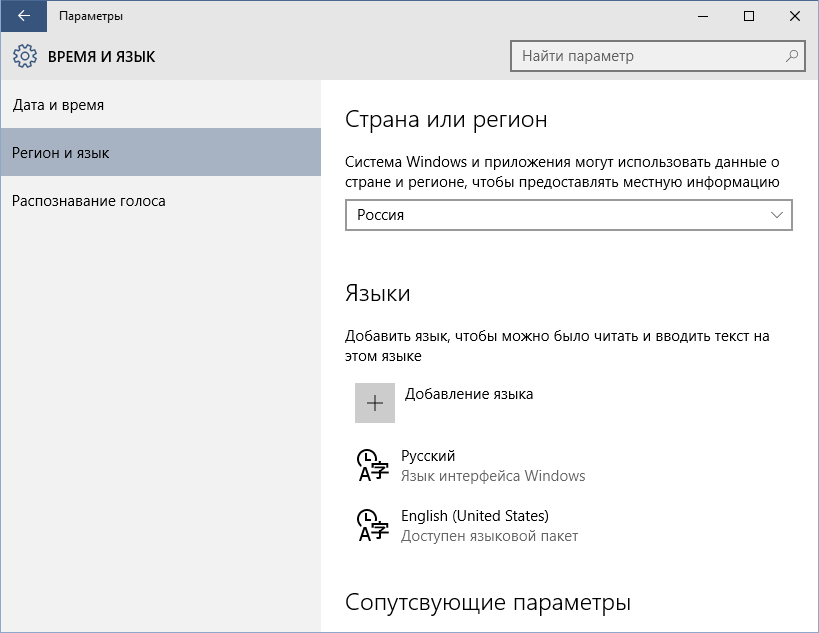 Параметры
ВРЕМЯ И ЯЗЫК
Найти параметр
Дата и время
Регион и язык
Распознавание голоса
Страна или регион
Система Windows и приложения могут использовать данные о
стране и регионе, чтобы предоставлять местную информацию
Россия
Языки
Добавить язык, чтобы можно было читать и вводить текст на
этом языке
Добавление языка
Русский
Язык интерфейса Windows
English (United States)
Доступен языковой пакет
Сопутсвующие параметры